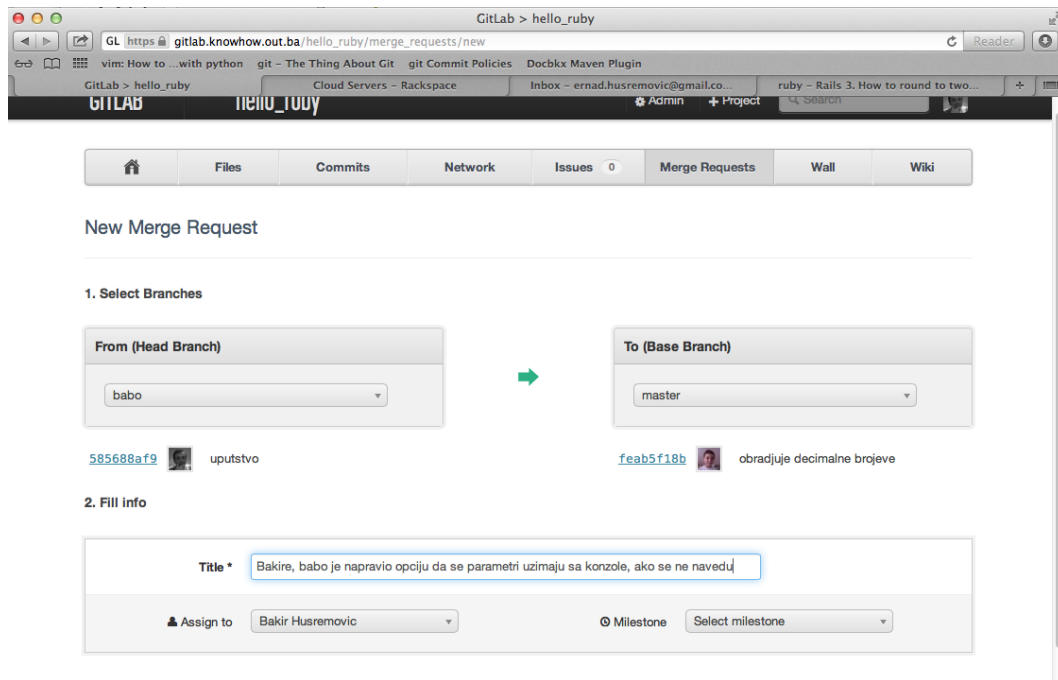 GitLab > hello_ruby
GL https gitlab.knowhow.out.ba/hello_ruby/merge_requests/new Reader
vim: How to ...with python git – The Thing About Git git Commit Policies Docbkx Maven Plugin
GitLab > hello_ruby Cloud Servers – Rackspace Inbox – ernad.husremovic@gmail.co... ruby – Rails 3. How to round to two...
GITLAB hello_ruby Admin + Project Search
Files Commits Network Issues 0 Merge Requests Wall Wiki
New Merge Request
1. Select Branches
From (Head Branch) To (Base Branch)
babo master
585688af9 uputstvo feab5f18b obradjuje decimalne brojeve
2. Fill info
Title * Bakire, babo je napravio opciju da se parametri uzimaju sa konzole, ako se ne navedu
Assign to Bakir Husremovic Milestone Select milestone